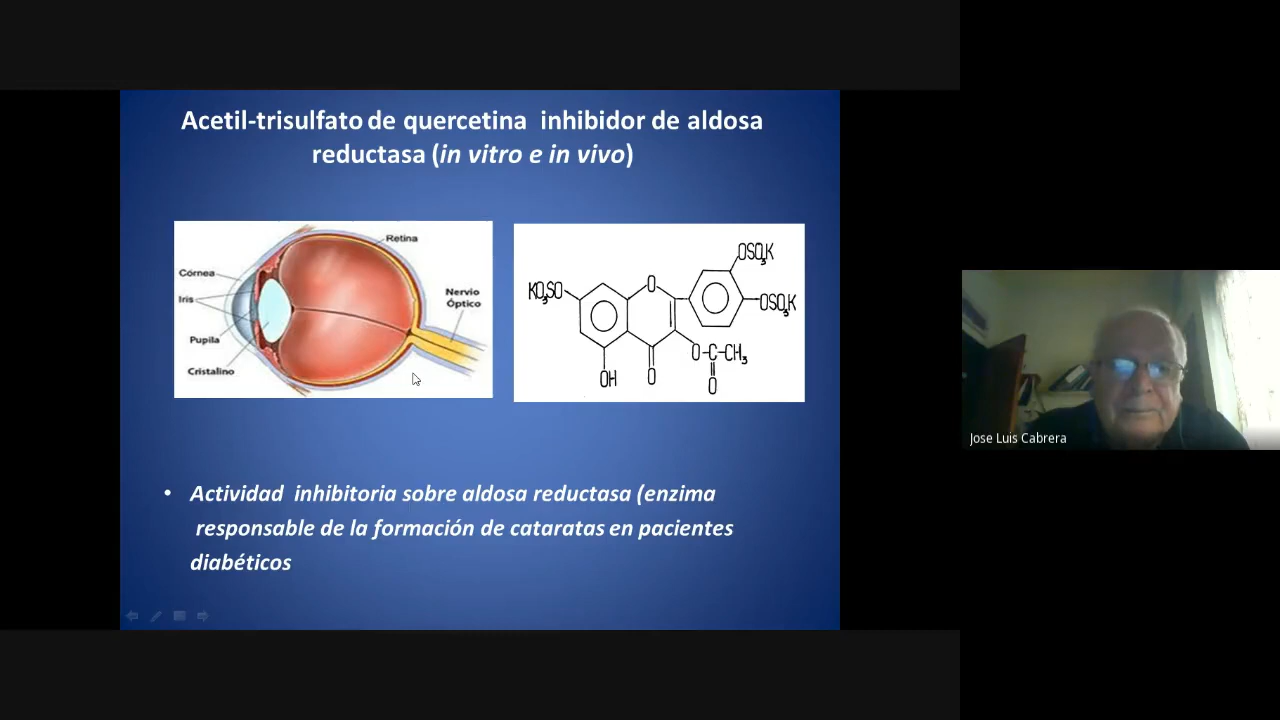 Acetil-trisulfato de quercetina inhibidor de aldosa
reductasa (in vitro e in vivo)
Retina
Córnea
Iris
Nervio
Óptico
Pupila
Cristalino
OSO₃K
KO₃SO
O
OSO₃K
O-C-CH₃
OH
O
O
• Actividad inhibitoria sobre aldosa reductasa (enzima
responsable de la formación de cataratas en pacientes
diabéticos
Jose Luis Cabrera